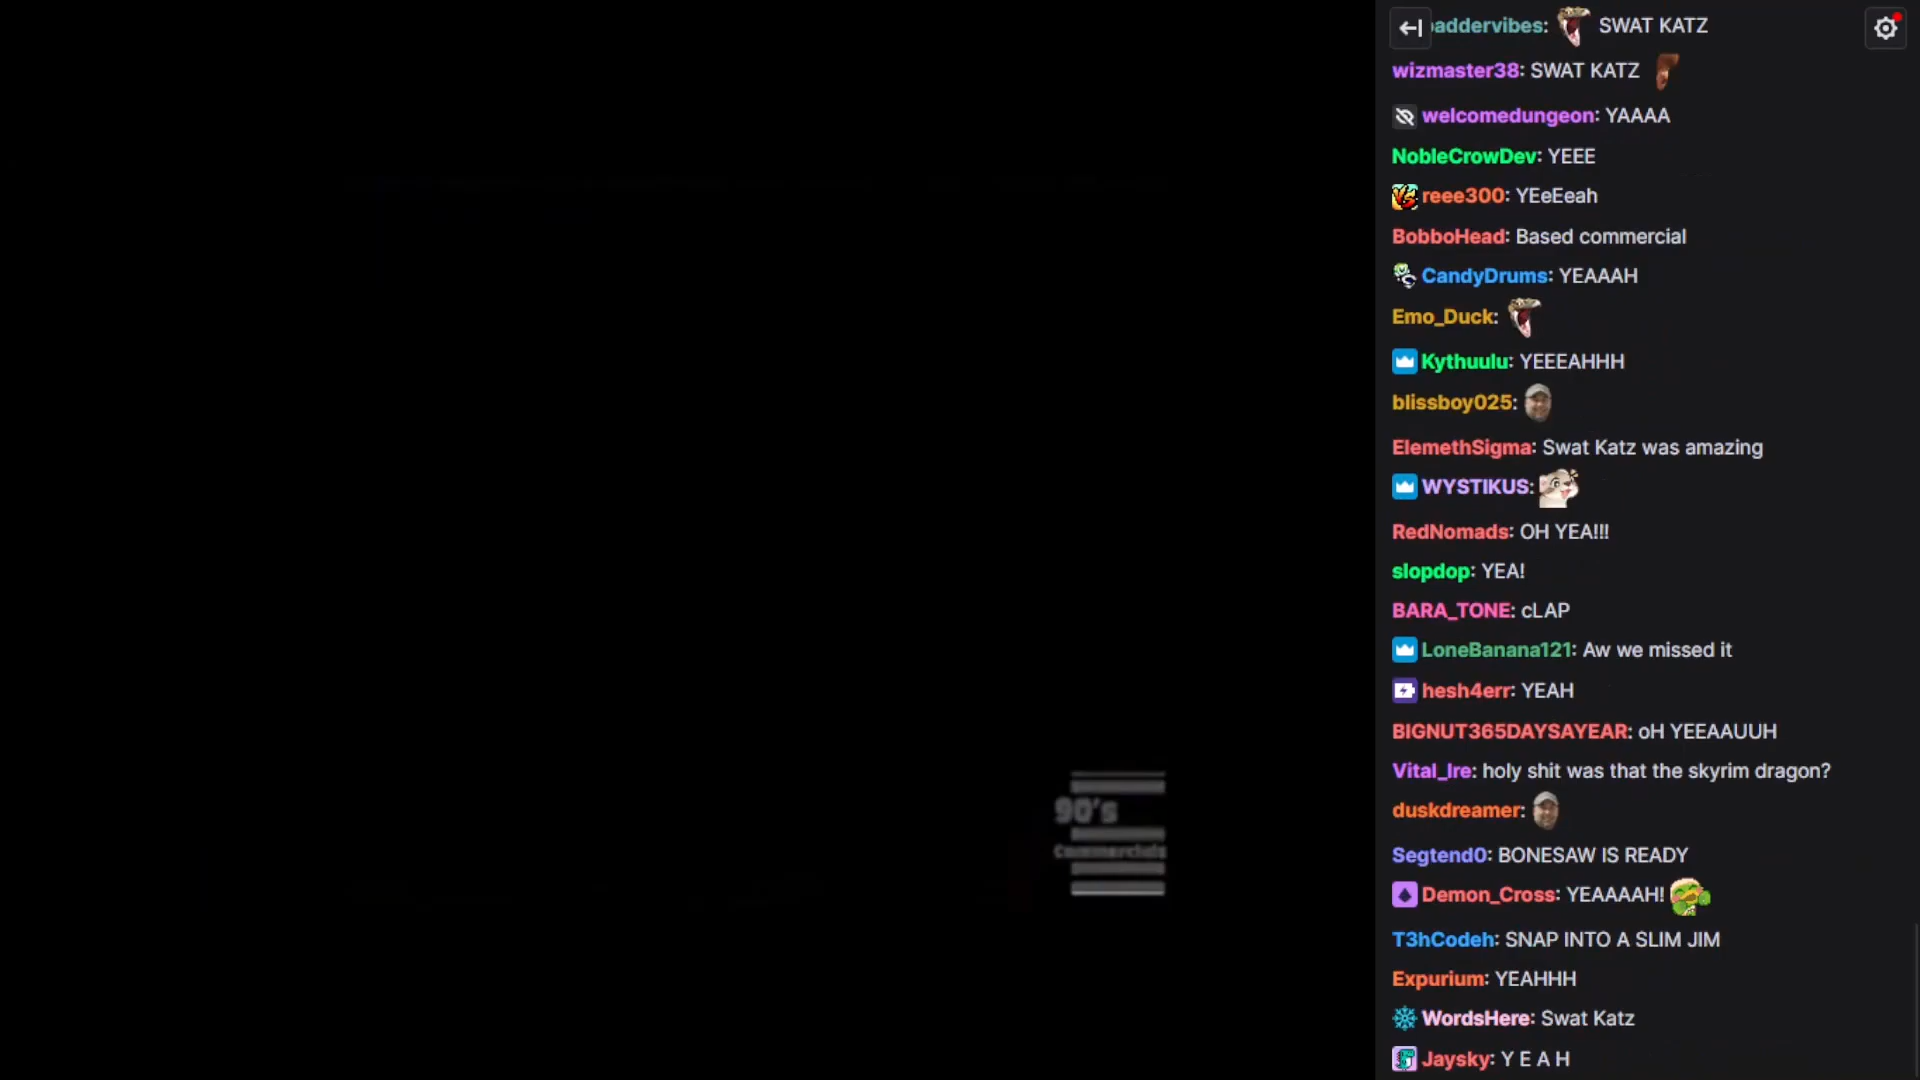 90's
Commercials
addervibes: SWAT KATZ
wizmaster38: SWAT KATZ
welcomedungeon: YAAAA
NobleCrowDev: YEEE
reee300: YEeEeah
BobboHead: Based commercial
CandyDrums: YEAAAH
Emo_Duck:
Kythuulu: YEEEAHHH
blissboy025:
ElemethSigma: Swat Katz was amazing
WYSTIKUS:
RedNomads: OH YEA!!!
slopdop: YEA!
BARA_TONE: cLAP
LoneBanana121: Aw we missed it
hesh4err: YEAH
BIGNUT365DAYSAYEAR: oH YEEAAUUH
Vital_Ire: holy shit was that the skyrim dragon?
duskdreamer:
Segtend0: BONESAW IS READY
Demon_Cross: YEAAAAH!
T3hCodeh: SNAP INTO A SLIM JIM
Expurium: YEAHHH
WordsHere: Swat Katz
Jaysky: Y E A H